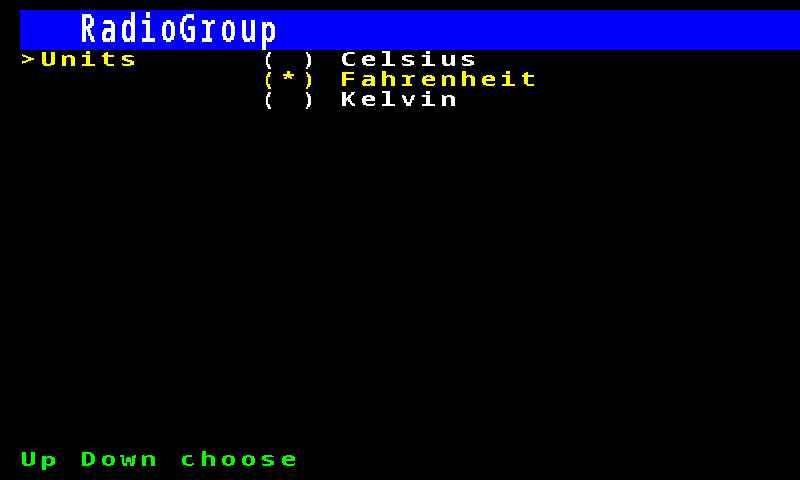 RadioGroup
>Units ( ) Celsius
(*) Fahrenheit
( ) Kelvin
Up Down choose